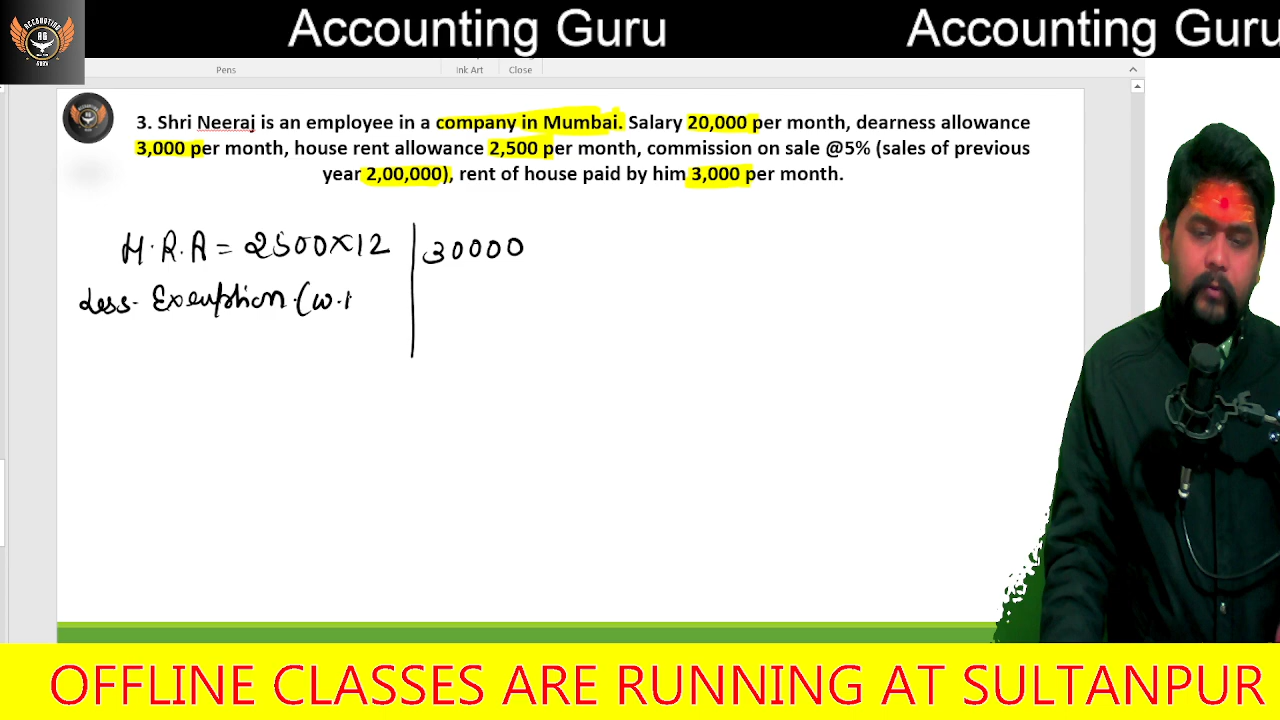 Accounting Guru
Accounting Guru
ACCOUNTING
AG
GURU
Pens
Ink Art
Close
3. Shri Neeraj is an employee in a company in Mumbai. Salary 20,000 per month, dearness allowance
3,000 per month, house rent allowance 2,500 per month, commission on sale @5% (sales of previous
year 2,00,000), rent of house paid by him 3,000 per month.
H.R.A = 2500×12 30000
Less- Exemption (w.
OFFLINE CLASSES ARE RUNNING AT SULTANPUR